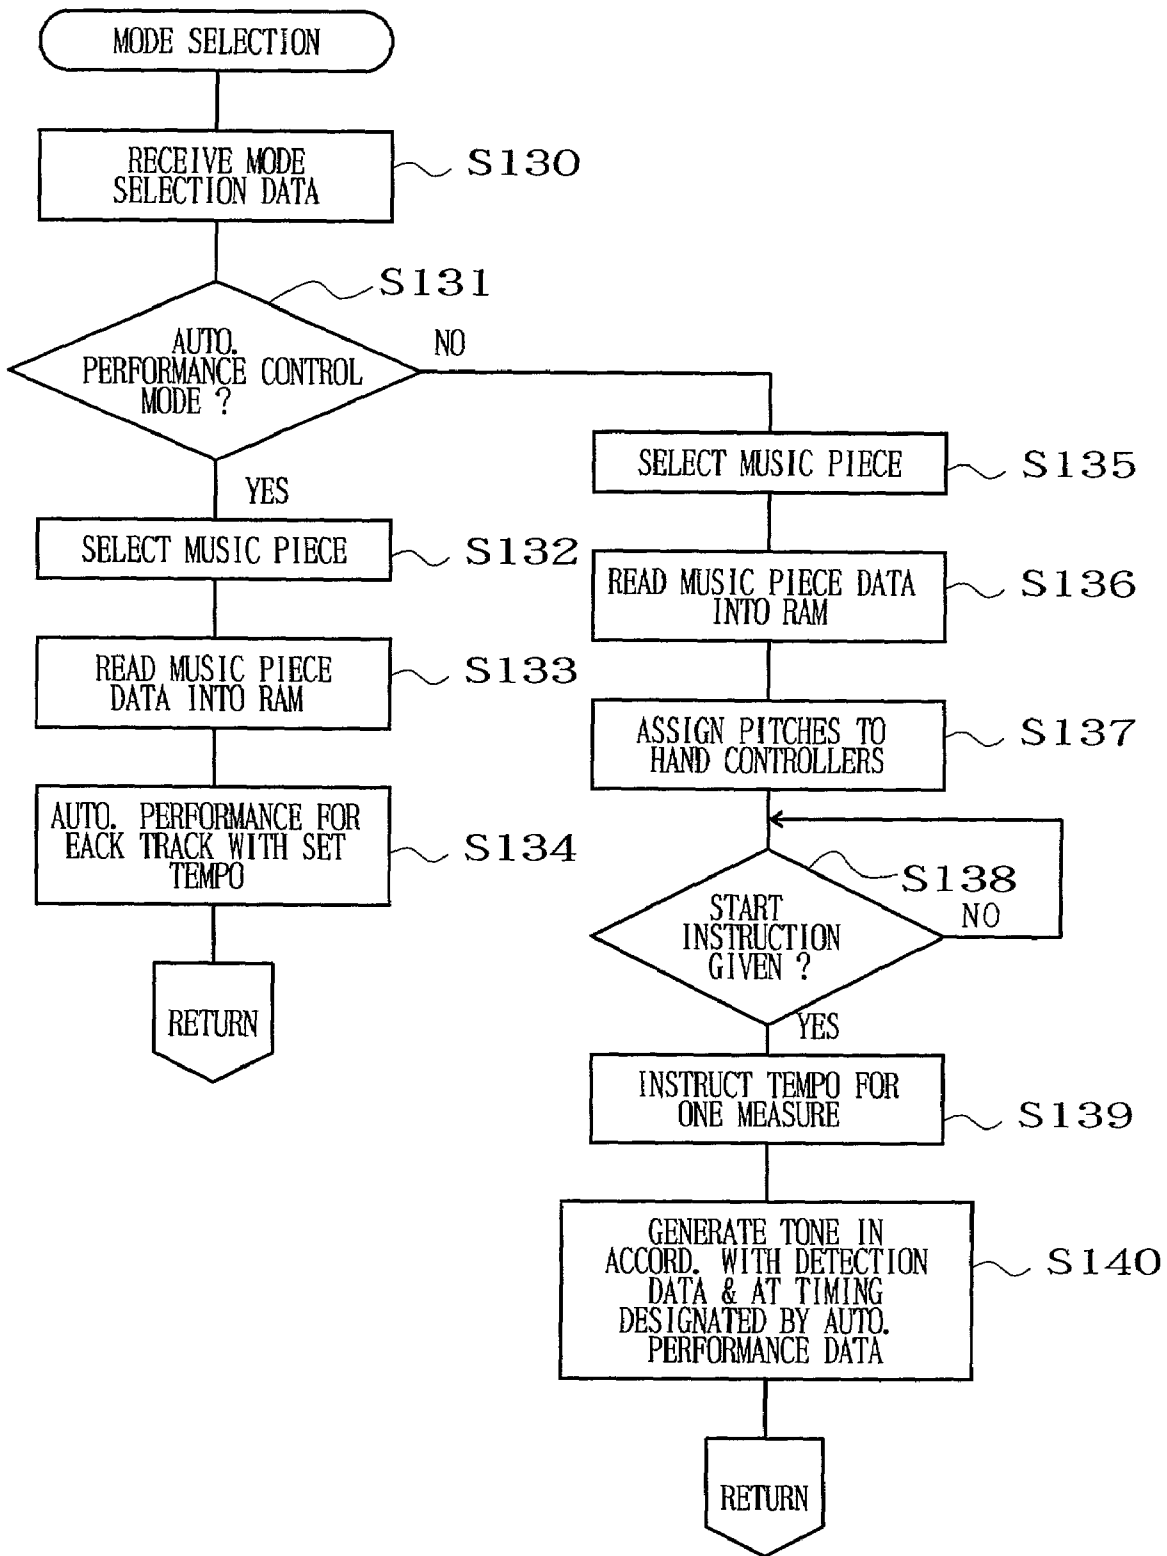 MODE SELECTION
RECEIVE MODE
SELECTION DATA
S130
S131
AUTO.
PERFORMANCE CONTROL
MODE ?
NO
YES
SELECT MUSIC PIECE
S132
READ MUSIC PIECE
DATA INTO RAM
S133
AUTO. PERFORMANCE FOR
EACK TRACK WITH SET
TEMPO
S134
RETURN
SELECT MUSIC PIECE
S135
READ MUSIC PIECE DATA
INTO RAM
S136
ASSIGN PITCHES TO
HAND CONTROLLERS
S137
S138
START
INSTRUCTION
GIVEN ?
NO
YES
INSTRUCT TEMPO FOR
ONE MEASURE
S139
GENERATE TONE IN
ACCORD. WITH DETECTION
DATA & AT TIMING
DESIGNATED BY AUTO.
PERFORMANCE DATA
S140
RETURN